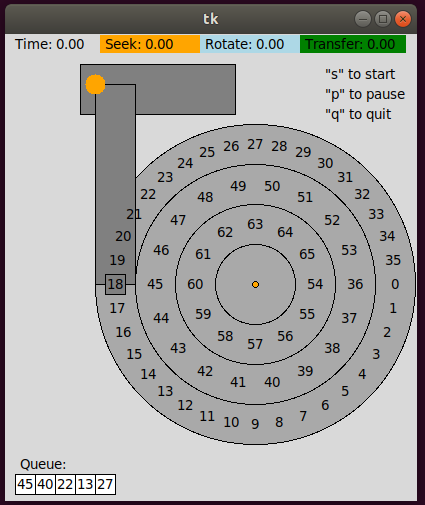 tk
Time: 0.00 Seek: 0.00 Rotate: 0.00 Transfer: 0.00
"s" to start
"p" to pause
"q" to quit
27
26 28
25 29
24 30
23 31
49 50
22 48 51 32
21 47 52 33
62 63 64
20 34
46 61 65 53
19 35
18 45 60 54 36 0
17 1
44 59 55 37
16 2
58 57 56
15 43 38 3
14 42 39 4
41 40
13 5
12 6
11 7
10 9 8
Queue:
45 40 22 13 27